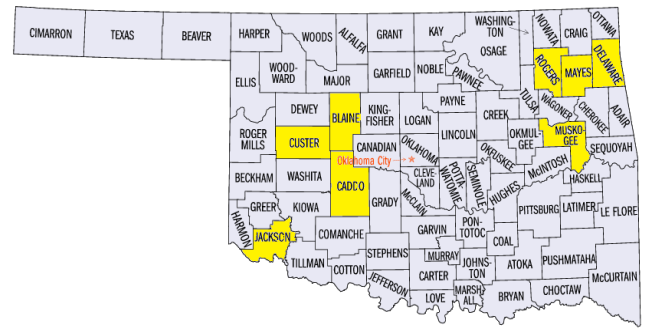 CIMARRON
TEXAS
BEAVER
HARPER
WOODS
ALFALFA
GRANT
KAY
WASHING-
TON
OSAGE
NOWATA
CRAIG
OTTAWA
ELLIS
WOOD-
WARD
MAJOR
GARFIELD
NOBLE
PAWNEE
ROGERS
MAYES
DELAWARE
DEWEY
BLAINE
KING-
FISHER
LOGAN
PAYNE
CREEK
TULSA
WAGONER
CHEROKEE
ADAIR
ROGER
MILLS
CUSTER
CANADIAN
OKLAHOMA
LINCOLN
OKFUSKEE
OKMUL-
GEE
MUSKO-
GEE
SEQUOYAH
Oklahoma City
*
BECKHAM
WASHITA
CADDO
CLEVE-
LAND
POTTA-
WATOMIE
SEMINOLE
HUGHES
McINTOSH
HASKELL
GREER
KIOWA
GRADY
McCLAIN
PITTSBURG
LATIMER
LE FLORE
HARMON
JACKSON
COMANCHE
GARVIN
PON-
TOTOC
COAL
TILLMAN
COTTON
STEPHENS
MURRAY
JOHNS-
TON
ATOKA
PUSHMATAHA
McCURTAIN
JEFFERSON
CARTER
LOVE
MARSH-
ALL
BRYAN
CHOCTAW